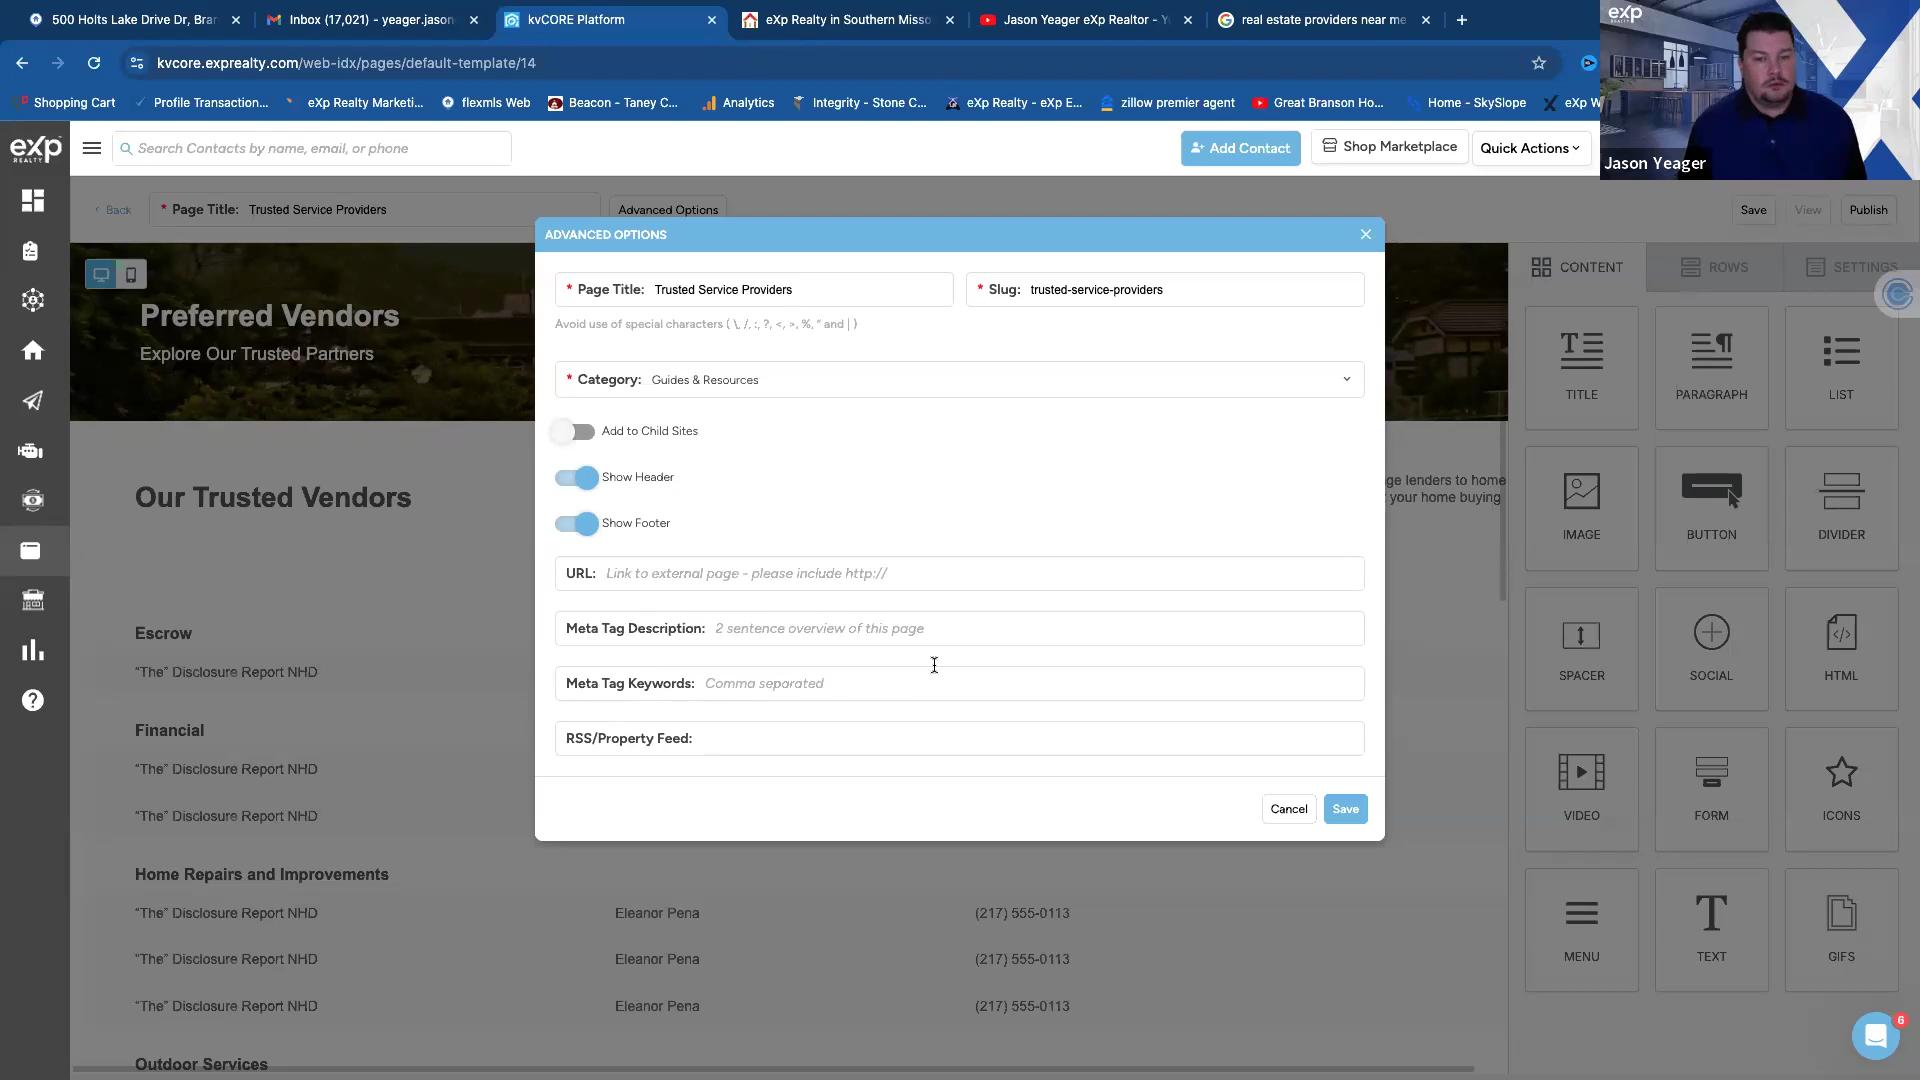 500 Holts Lake Drive Dr, Bra
Inbox (17,021) - yeager.jason
kvCORE Platform
eXp Realty in Southern Misso
Jason Yeager eXp Realtor - Y
real estate providers near me
kvcore.exprealty.com/web-idx/pages/default-template/14
Shopping Cart
Profile Transaction...
eXp Realty Marketi...
flexmls Web
Beacon - Taney C...
Analytics
Integrity - Stone C...
eXp Realty - eXp E...
zillow premier agent
Great Branson Ho...
Home - SkySlope
eXp W
eXp
REALTY
Jason Yeager
eXp
REALTY
Search Contacts by name, email, or phone
Add Contact
Shop Marketplace
Quick Actions
Back
* Page Title: Trusted Service Providers
Advanced Options
Save
View
Publish
Preferred Vendors
Explore Our Trusted Partners
Our Trusted Vendors
ge lenders to home
your home buying
Escrow
"The" Disclosure Report NHD
Financial
"The" Disclosure Report NHD
"The" Disclosure Report NHD
Home Repairs and Improvements
"The" Disclosure Report NHD Eleanor Pena (217) 555-0113
"The" Disclosure Report NHD Eleanor Pena (217) 555-0113
"The" Disclosure Report NHD Eleanor Pena (217) 555-0113
Outdoor Services
ADVANCED OPTIONS
* Page Title: Trusted Service Providers
* Slug: trusted-service-providers
Avoid use of special characters ( \, /, :, ?, <, >, %, " and | )
* Category: Guides & Resources
Add to Child Sites
Show Header
Show Footer
URL: Link to external page - please include http://
Meta Tag Description: 2 sentence overview of this page
Meta Tag Keywords: Comma separated
RSS/Property Feed:
Cancel
Save
CONTENT
ROWS
SETTINGS
TITLE
PARAGRAPH
LIST
IMAGE
BUTTON
DIVIDER
SPACER
SOCIAL
HTML
VIDEO
FORM
ICONS
MENU
TEXT
GIFS
6